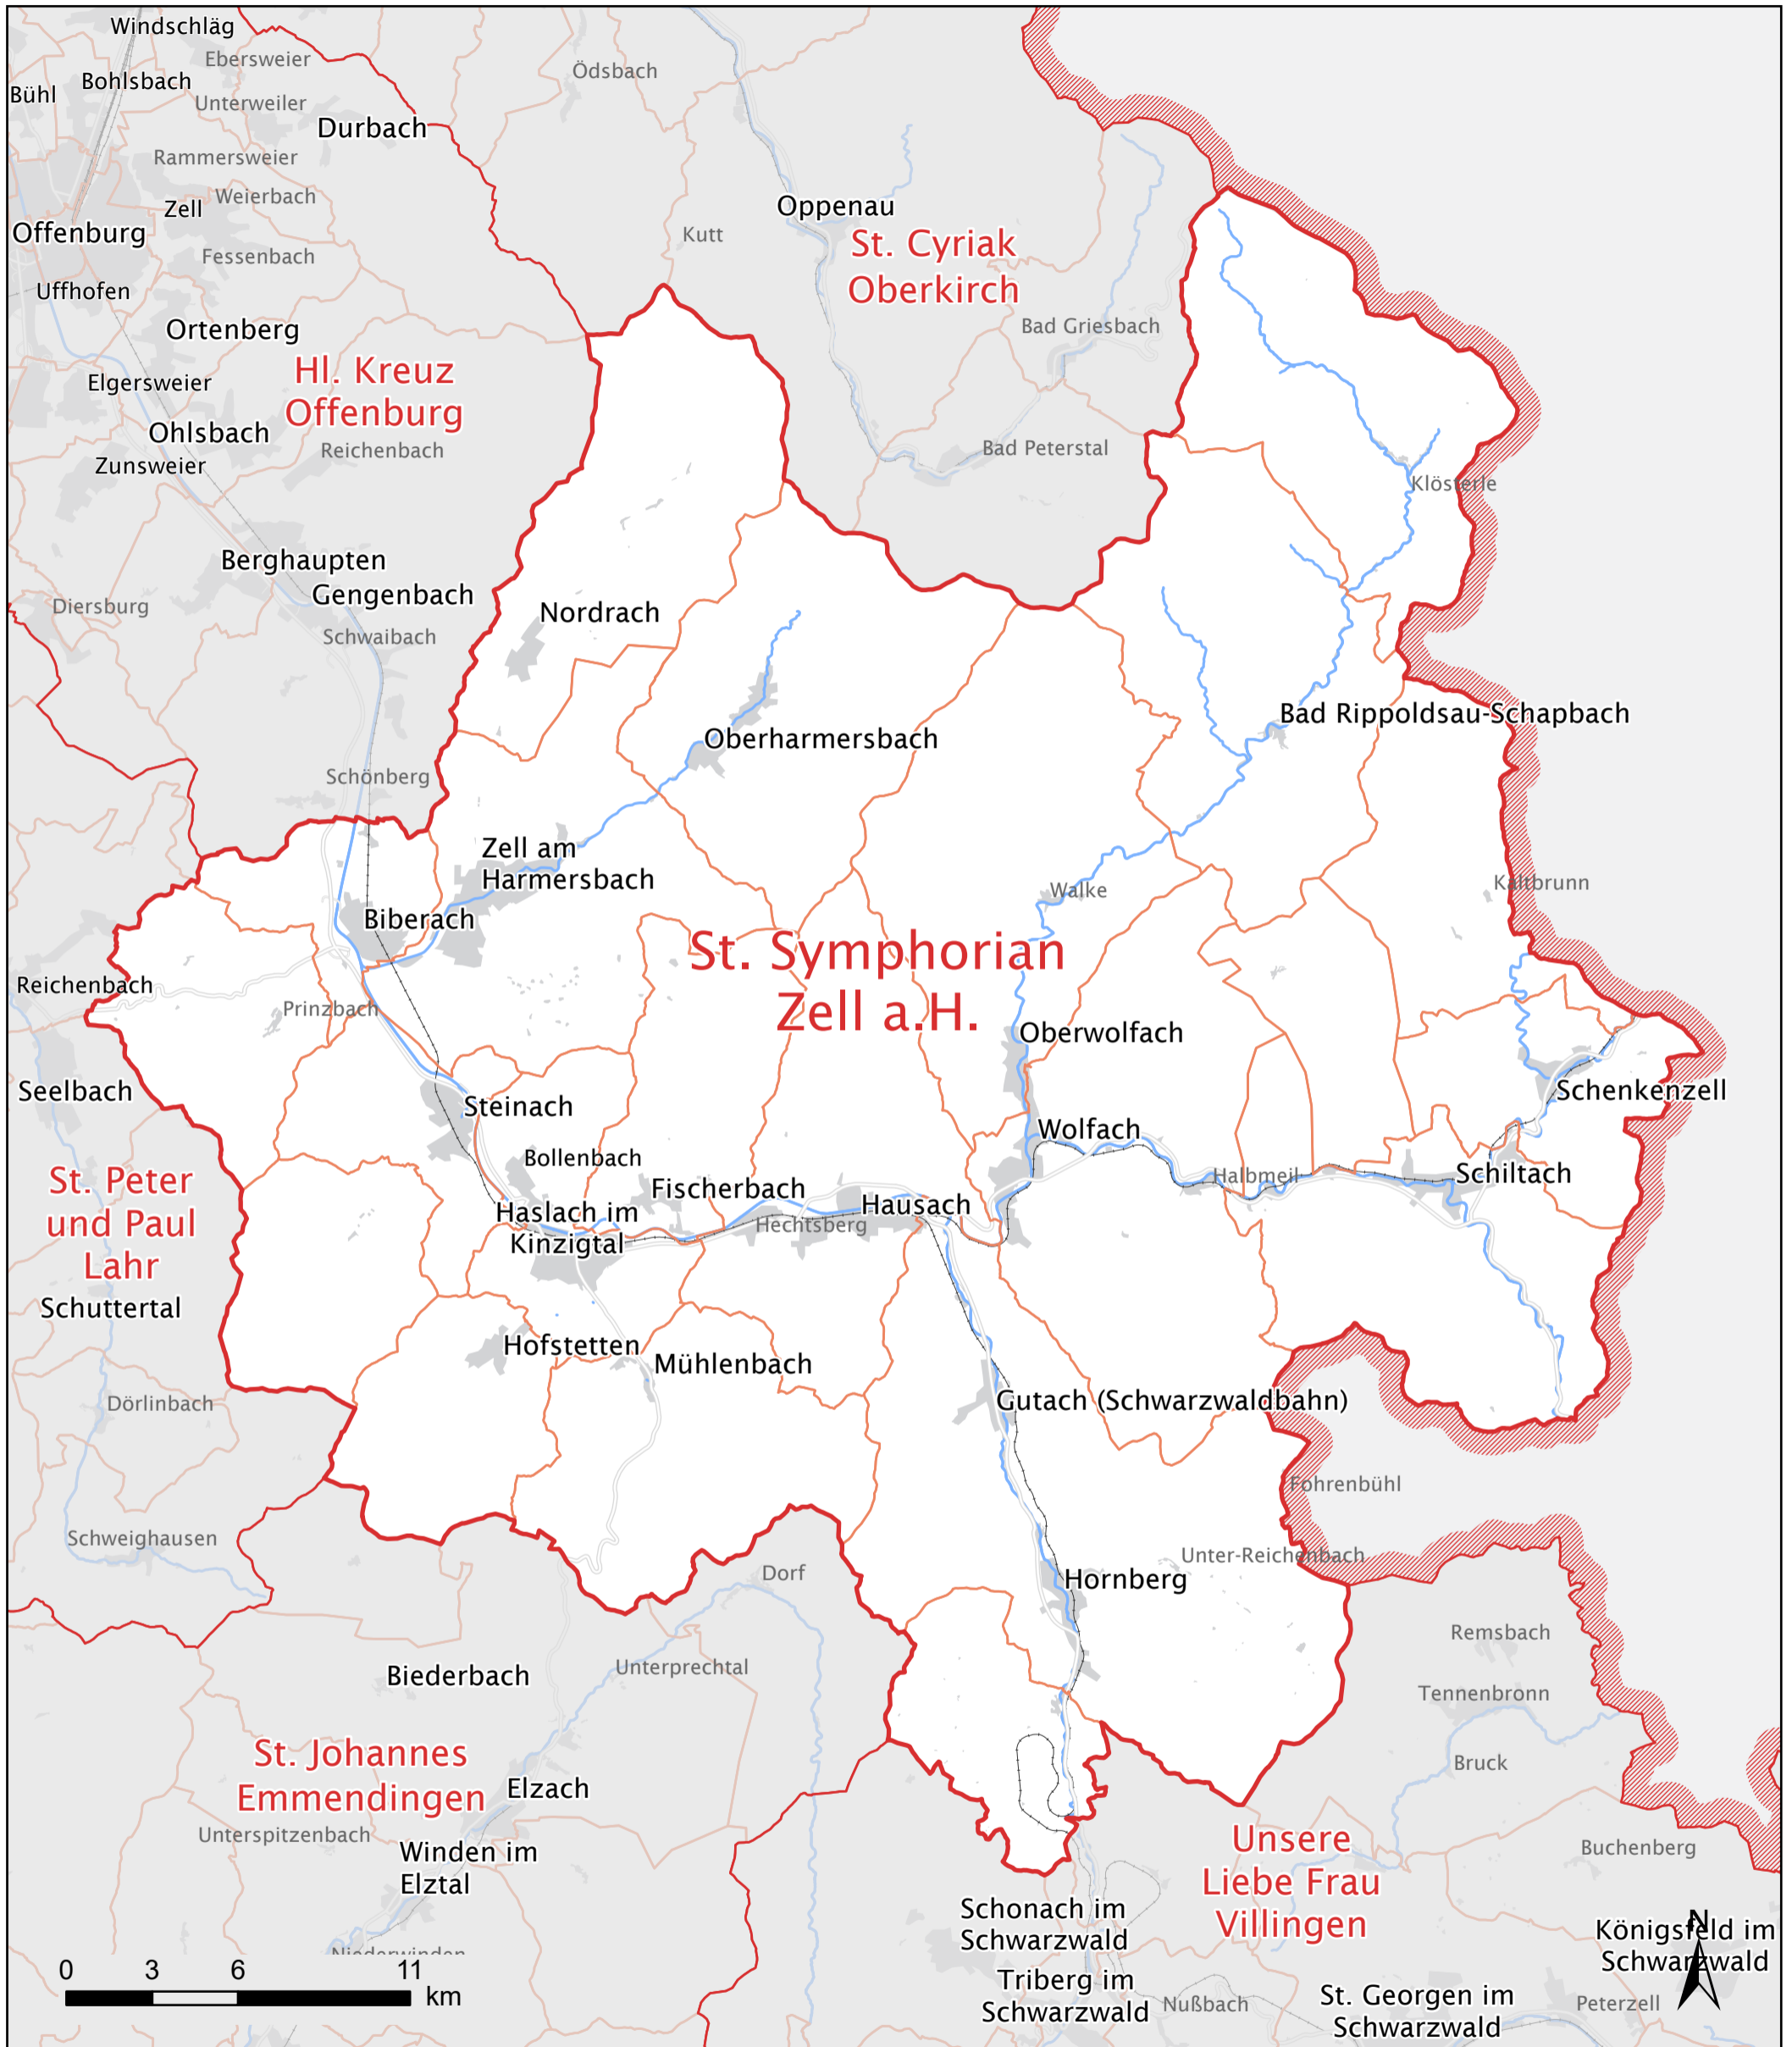 Windschläg
Ebersweier
Ödsbach
Bohlsbach
Bühl
Unterweiler
Durbach
Rammersweier
Weierbach
Zell
Oppenau
Offenburg
Kutt
St. Cyriak
Oberkirch
Fessenbach
Uffhofen
Ortenberg
Bad Griesbach
Hl. Kreuz
Offenburg
Elgersweier
Ohlsbach
Reichenbach
Bad Peterstal
Zunsweier
Klösterle
Berghaupten
Gengenbach
Diersburg
Nordrach
Schwaibach
Bad Rippoldsau-Schapbach
Oberharmersbach
Schönberg
Zell am
Harmersbach
Kaltbrunn
Walke
Biberach
St. Symphorian
Zell a.H.
Reichenbach
Prinzbach
Oberwolfach
Seelbach
Schenkenzell
Steinach
Wolfach
Bollenbach
Halbmeil
Schiltach
St. Peter
und Paul
Lahr
Fischerbach
Hausach
Haslach im
Kinzigtal
Hechtsberg
Schuttertal
Hofstetten
Mühlenbach
Dörlinbach
Gutach (Schwarzwaldbahn)
Fohrenbühl
Schweighausen
Unter-Reichenbach
Dorf
Hornberg
Remsbach
Unterprechtal
Biederbach
Tennenbronn
St. Johannes
Emmendingen
Bruck
Elzach
Unterspitzenbach
Unsere
Liebe Frau
Villingen
Buchenberg
Winden im
Elztal
Schonach im
Schwarzwald
N
Königsfeld im
Schwarzwald
Niederwinden
0 3 6 11
km
Triberg im
Schwarzwald
Nußbach
St. Georgen im
Schwarzwald
Peterzell